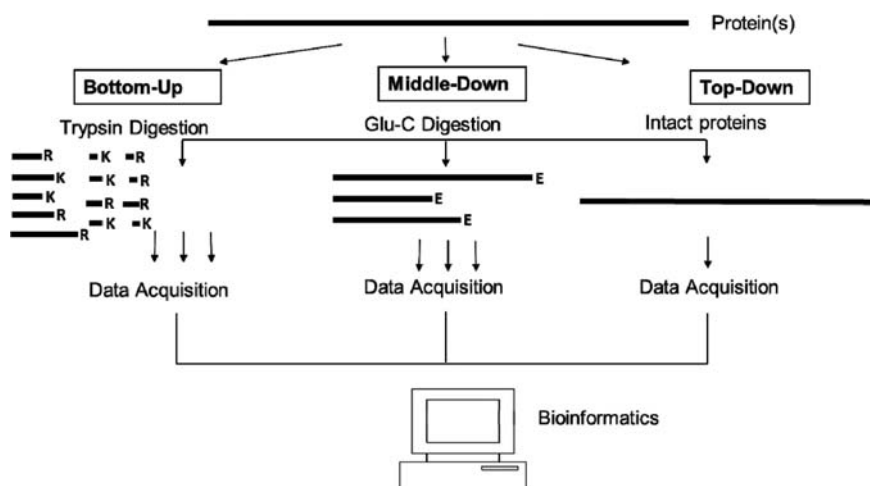 Protein(s)
Bottom-Up Middle-Down Top-Down
Trypsin Digestion Glu-C Digestion Intact proteins
R K R
K K R E
K R R E
R K K E
R
Data Acquisition Data Acquisition Data Acquisition
Bioinformatics